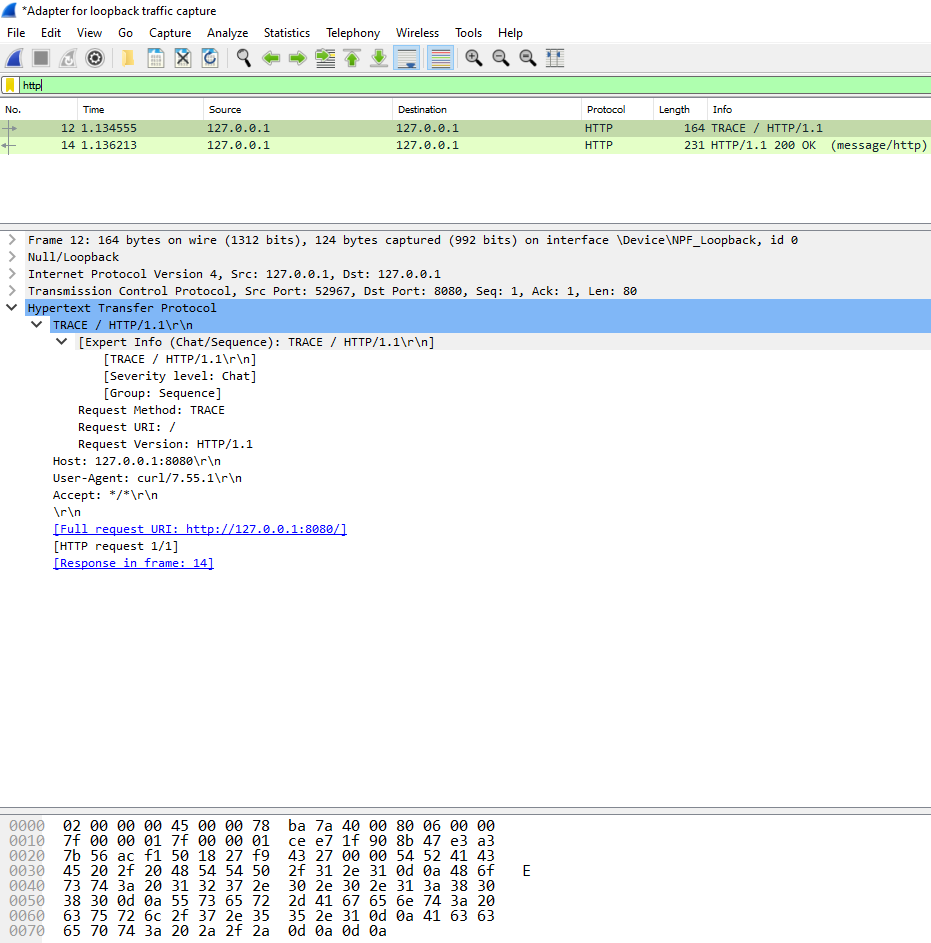 *Adapter for loopback traffic capture
File Edit View Go Capture Analyze Statistics Telephony Wireless Tools Help
http
No. Time Source Destination Protocol Length Info
12 1.134555 127.0.0.1 127.0.0.1 HTTP 164 TRACE / HTTP/1.1
14 1.136213 127.0.0.1 127.0.0.1 HTTP 231 HTTP/1.1 200 OK (message/http)
Frame 12: 164 bytes on wire (1312 bits), 124 bytes captured (992 bits) on interface \Device\NPF_Loopback, id 0
Null/Loopback
Internet Protocol Version 4, Src: 127.0.0.1, Dst: 127.0.0.1
Transmission Control Protocol, Src Port: 52967, Dst Port: 8080, Seq: 1, Ack: 1, Len: 80
Hypertext Transfer Protocol
TRACE / HTTP/1.1\r\n
[Expert Info (Chat/Sequence): TRACE / HTTP/1.1\r\n]
[TRACE / HTTP/1.1\r\n]
[Severity level: Chat]
[Group: Sequence]
Request Method: TRACE
Request URI: /
Request Version: HTTP/1.1
Host: 127.0.0.1:8080\r\n
User-Agent: curl/7.55.1\r\n
Accept: */*\r\n
\r\n
[Full request URI: http://127.0.0.1:8080/]
[HTTP request 1/1]
[Response in frame: 14]
0000 02 00 00 00 45 00 00 78 ba 7a 40 00 80 06 00 00
0010 7f 00 00 01 7f 00 00 01 ce e7 1f 90 8b 47 e3 a3
0020 7b 56 ac f1 50 18 27 f9 43 27 00 00 54 52 41 43
0030 45 20 2f 20 48 54 54 50 2f 31 2e 31 0d 0a 48 6f E
0040 73 74 3a 20 31 32 37 2e 30 2e 30 2e 31 3a 38 30
0050 38 30 0d 0a 55 73 65 72 2d 41 67 65 6e 74 3a 20
0060 63 75 72 6c 2f 37 2e 35 35 2e 31 0d 0a 41 63 63
0070 65 70 74 3a 20 2a 2f 2a 0d 0a 0d 0a